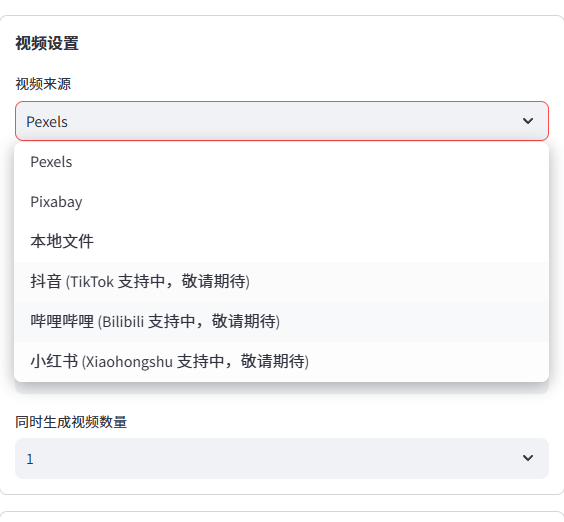 视频设置
视频来源
Pexels
Pexels
Pixabay
本地文件
抖音 (TikTok 支持中，敬请期待)
哔哩哔哩 (Bilibili 支持中，敬请期待)
小红书 (Xiaohongshu 支持中，敬请期待)
同时生成视频数量
1